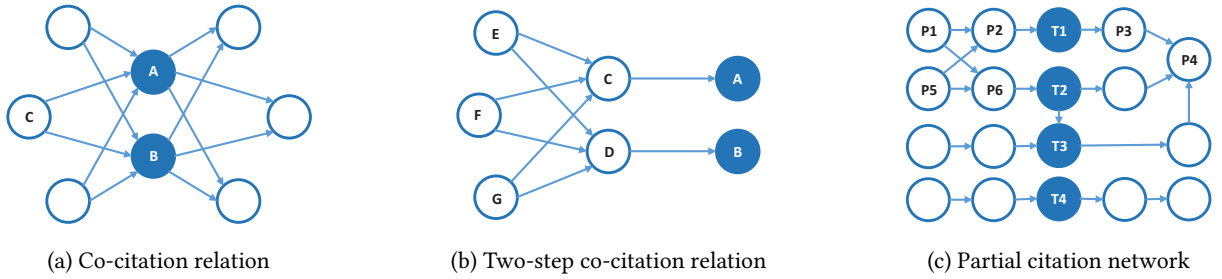 A
C
B
(a) Co-citation relation
E
C
A
F
D
B
G
(b) Two-step co-citation relation
P1
P2
T1
P3
P4
P5
P6
T2
T3
T4
(c) Partial citation network